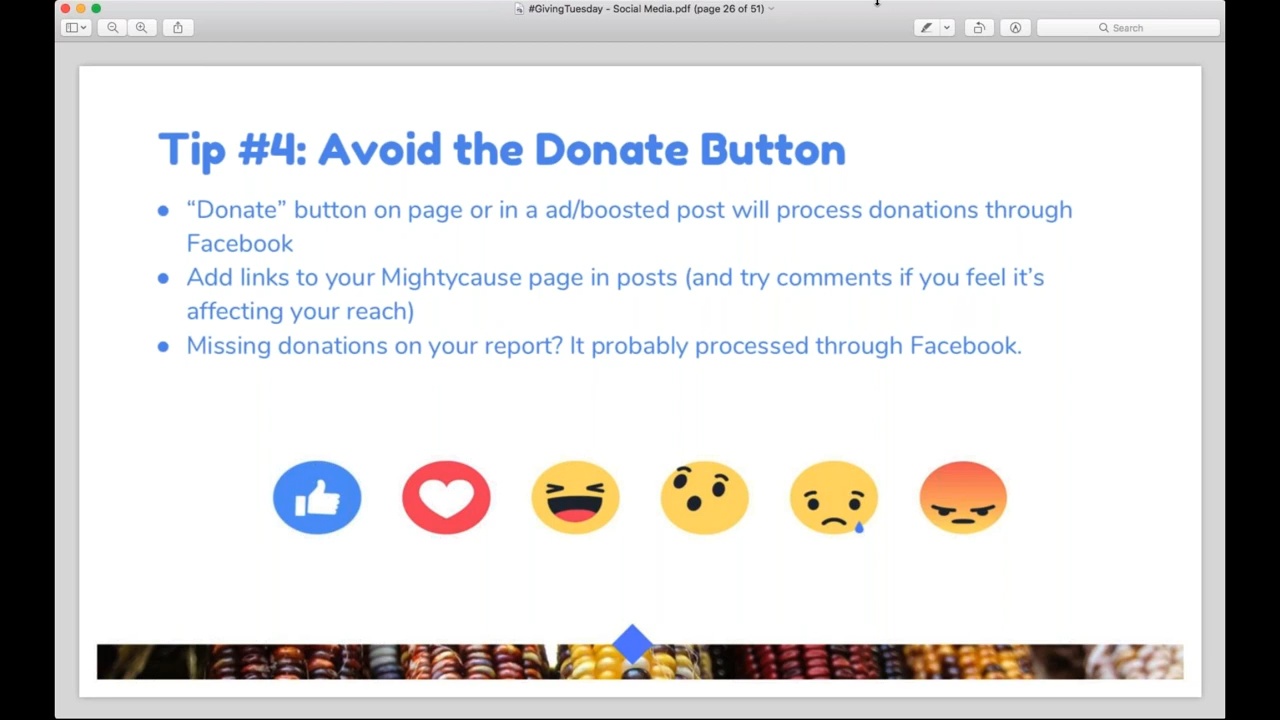 #GivingTuesday - Social Media.pdf (page 26 of 51)
Search
Tip #4: Avoid the Donate Button
● “Donate” button on page or in a ad/boosted post will process donations through
Facebook
● Add links to your Mightycause page in posts (and try comments if you feel it’s
affecting your reach)
● Missing donations on your report? It probably processed through Facebook.